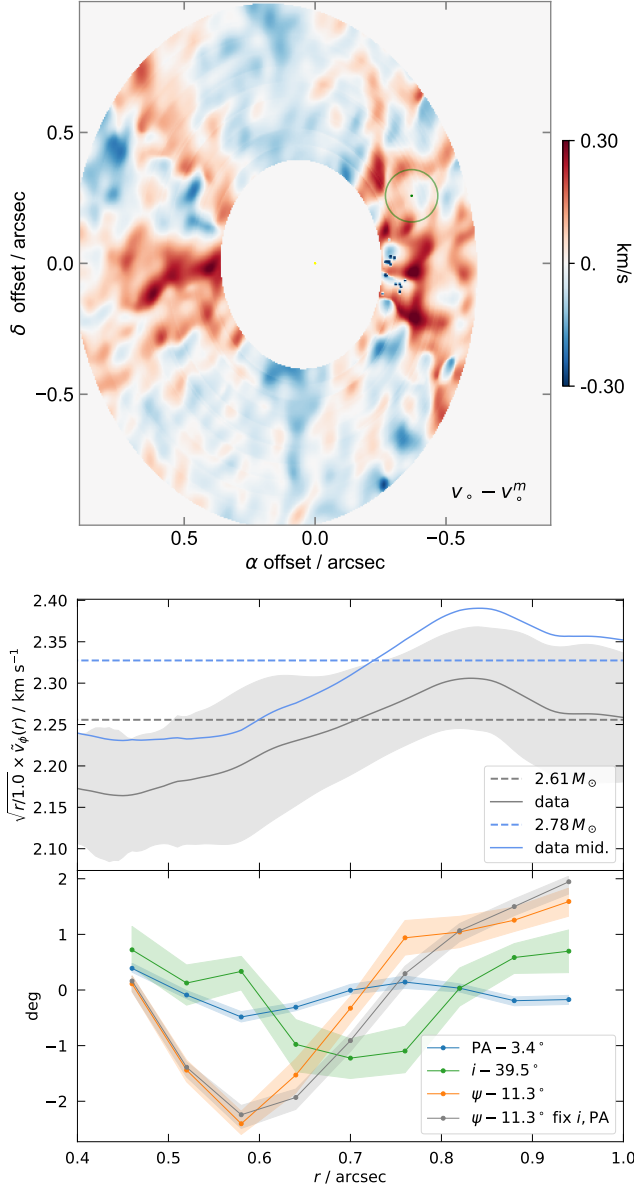 0.5
0.0
−0.5
δ offset / arcsec
0.5
0.0
−0.5
α offset / arcsec
v∘ − v∘ᵐ
0.30
0.
-0.30
km/s
2.40
2.35
2.30
2.25
2.20
2.15
2.10
√r/1.0 × ṽϕ(r) / km s⁻¹
2.61 M⊙
data
2.78 M⊙
data mid.
2
1
0
−1
−2
deg
PA − 3.4°
i − 39.5°
ψ − 11.3°
ψ − 11.3° fix i, PA
0.4
0.5
0.6
0.7
0.8
0.9
1.0
r / arcsec